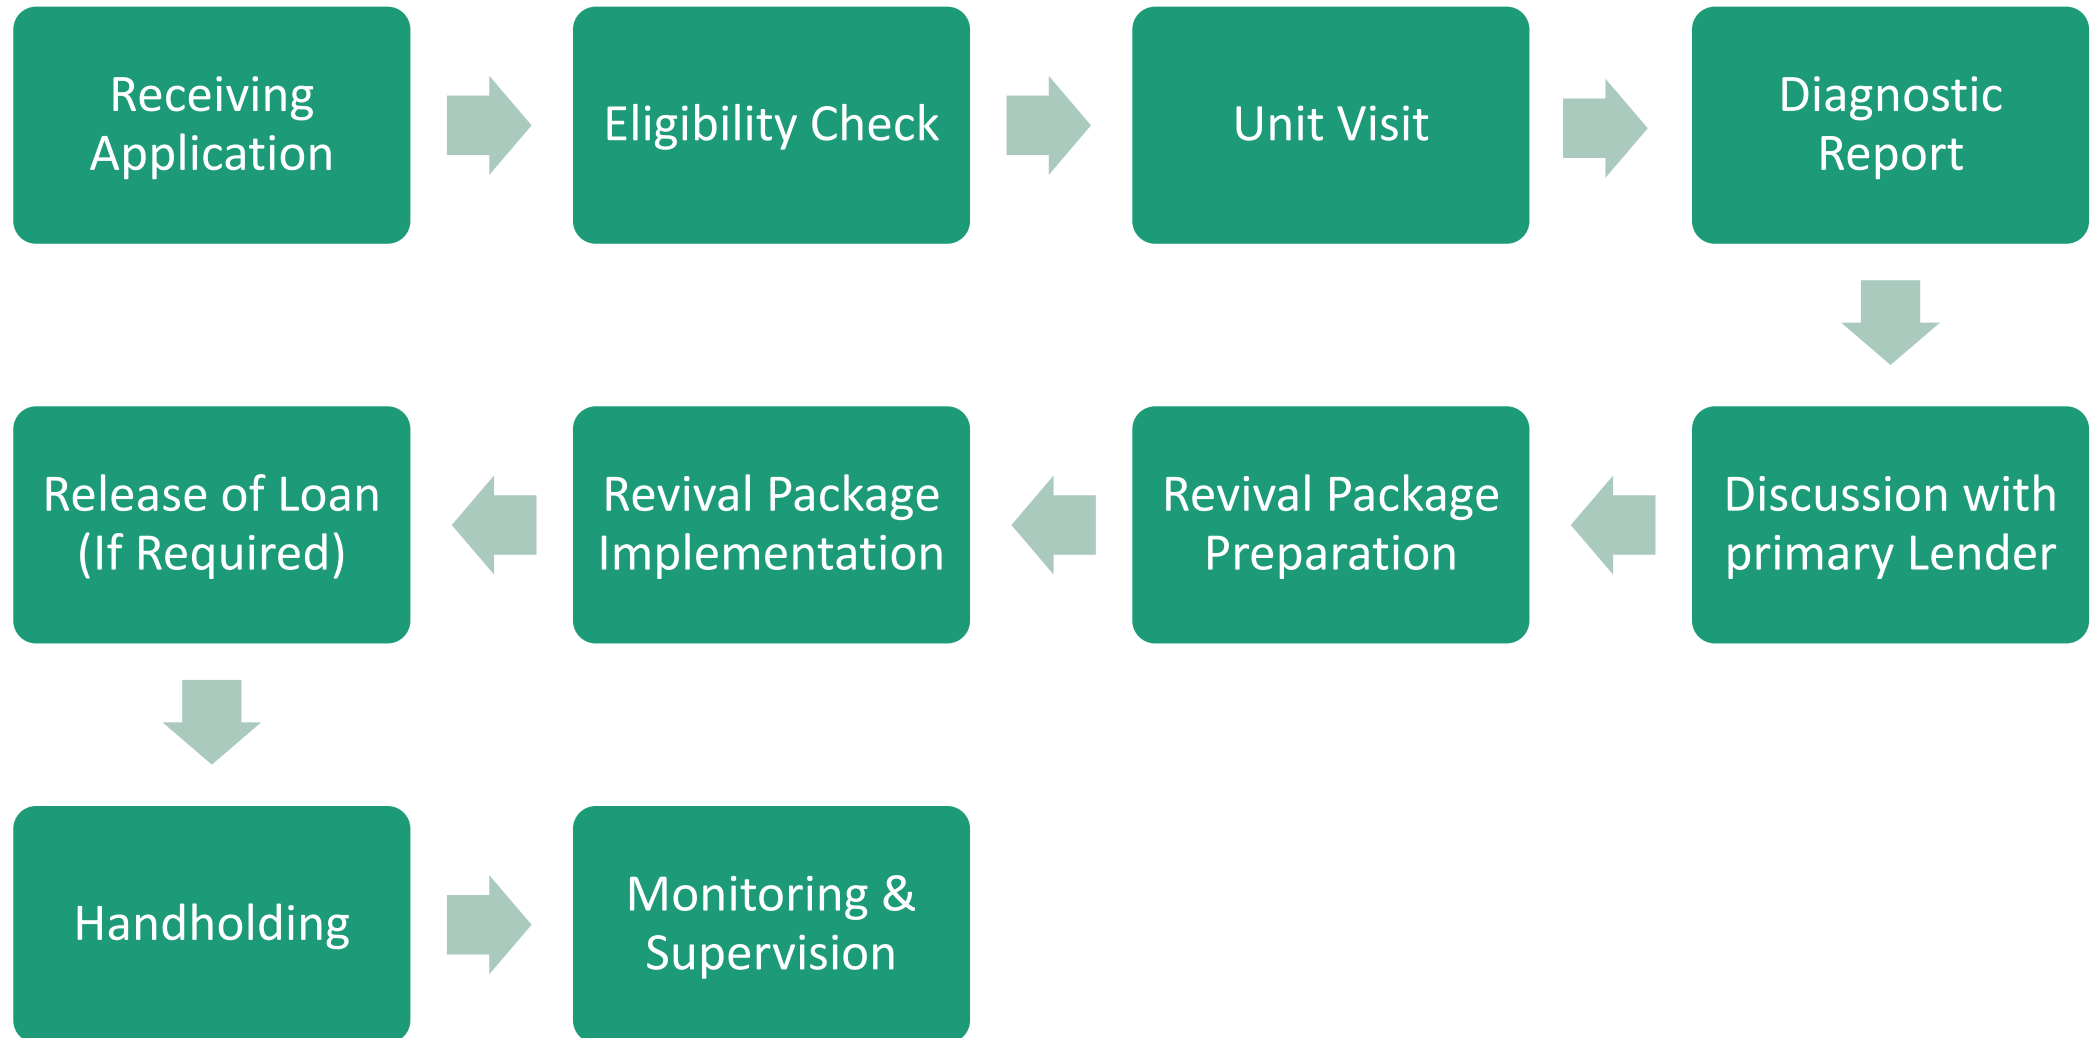 Receiving
Application
Eligibility Check
Unit Visit
Diagnostic
Report
Discussion with
primary Lender
Revival Package
Preparation
Revival Package
Implementation
Release of Loan
(If Required)
Handholding
Monitoring &
Supervision